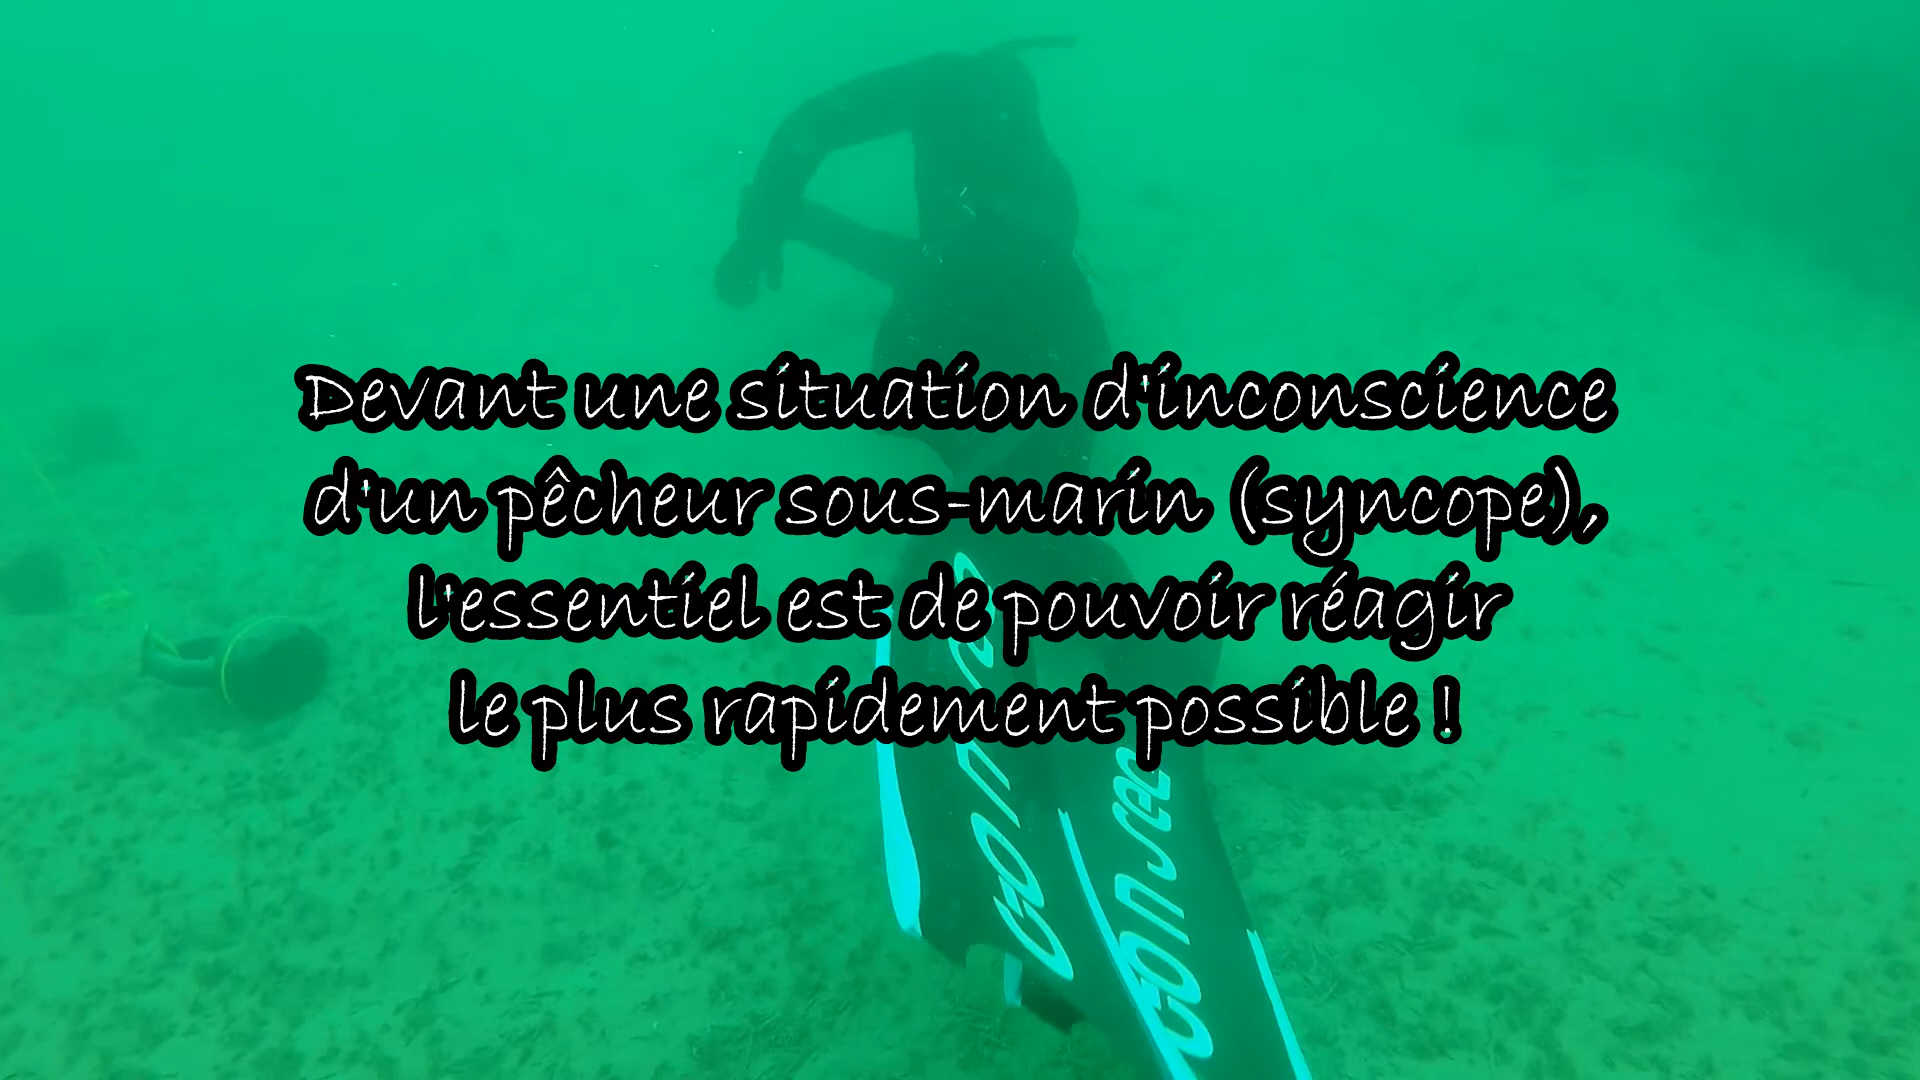 Devant une situation d'inconscience
d'un pêcheur sous-marin (syncope),
l'essentiel est de pouvoir réagir
le plus rapidement possible !